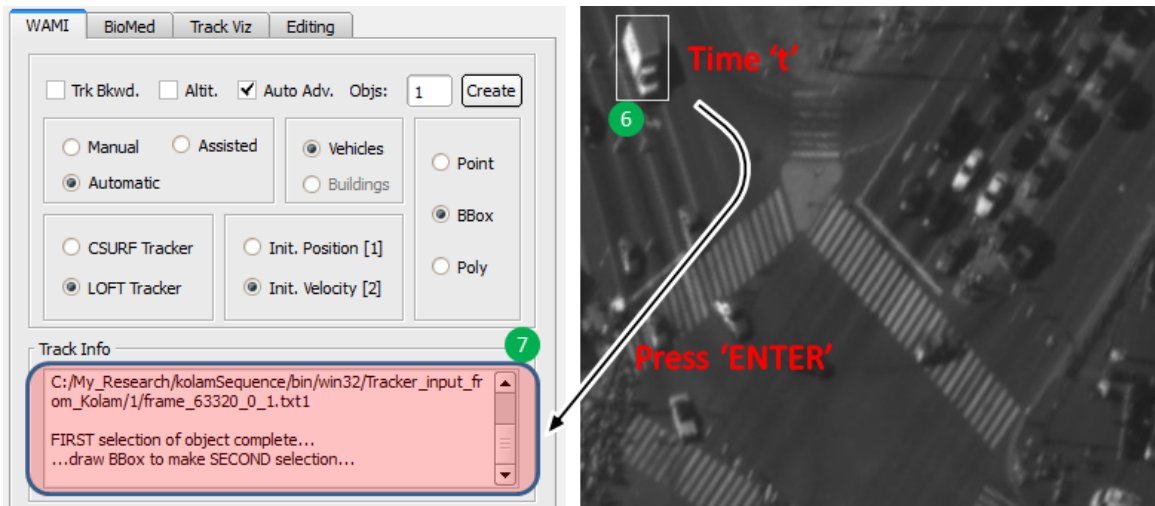 WAMI BioMed Track Viz Editing
Trk Bkwd. Altit. Auto Adv. Objs: 1 Create
Manual Assisted
Automatic
Vehicles
Buildings
Point
BBox
Poly
CSURF Tracker
LOFT Tracker
Init. Position [1]
Init. Velocity [2]
Track Info
7
C:/My_Research/kolamSequence/bin/win32/Tracker_input_fr
om_Kolam/1/frame_63320_0_1.txt1
FIRST selection of object complete...
...draw BBox to make SECOND selection...
Time 't'
6
Press 'ENTER'